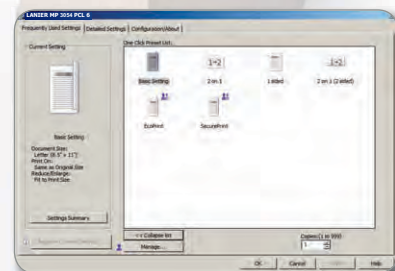 LANIER MP 3054 PCL 6
Frequently Used Settings Detailed Settings Configuration/About
Current Setting
One Click Preset List:
Basic Setting
2 on 1
1 sided
2 on 1 (2 sided)
EcoPrint
SecurePrint
Basic Setting
Document Size:
Letter (8.5" x 11")
Print On:
Same as Original Size
Reduce/Enlarge:
Fit to Print Size
Settings Summary
<< Collapse list
Manage...
Copies:(1 to 999)
1
OK Cancel Help